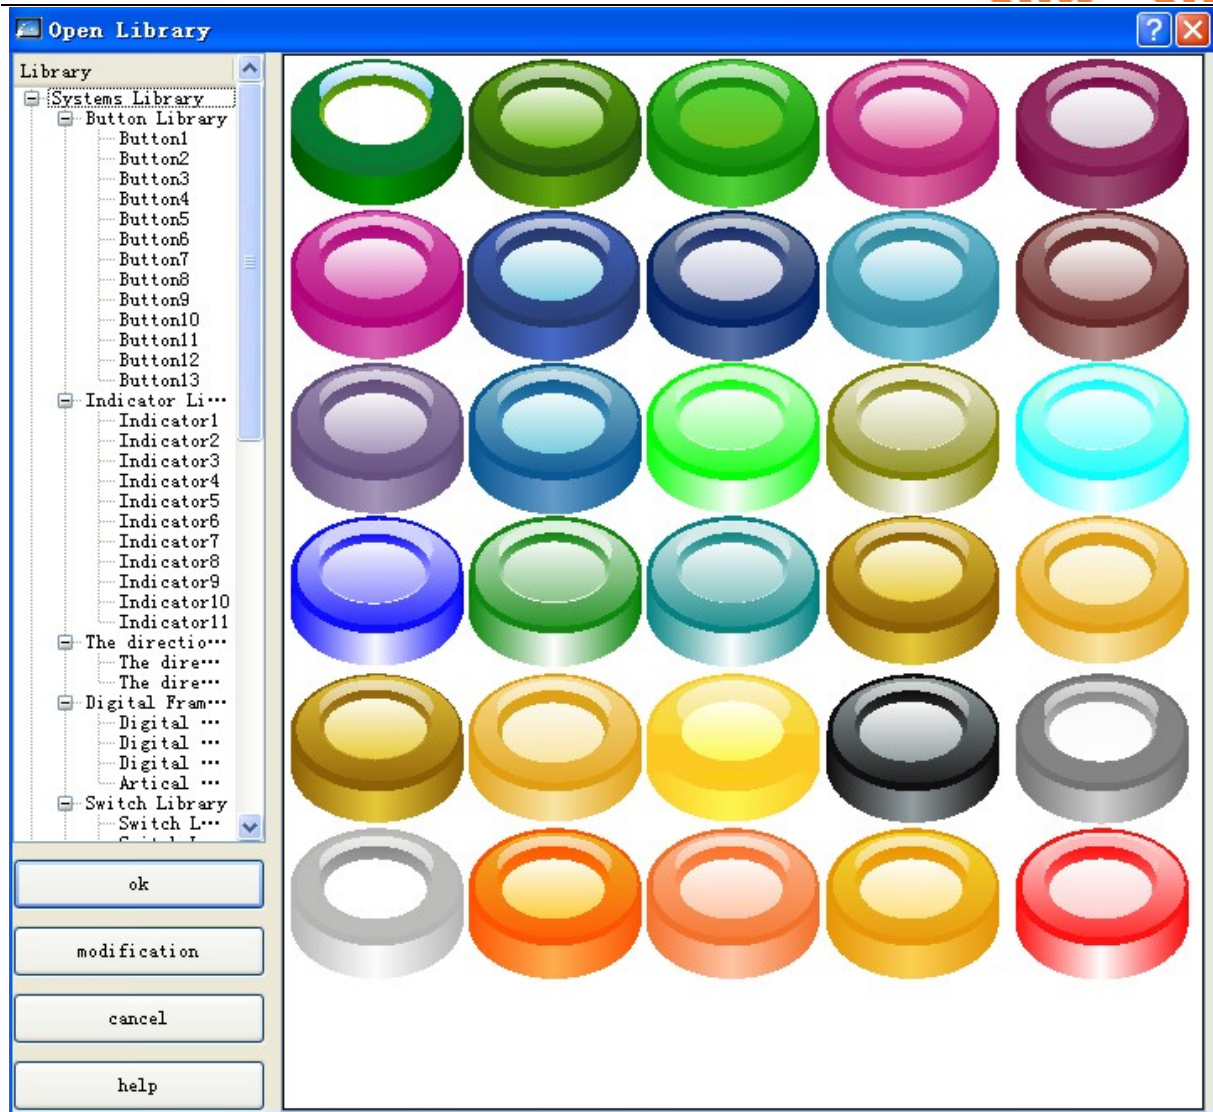 Open Library
Library
Systems Library
Button Library
Button1
Button2
Button3
Button4
Button5
Button6
Button7
Button8
Button9
Button10
Button11
Button12
Button13
Indicator Li···
Indicator1
Indicator2
Indicator3
Indicator4
Indicator5
Indicator6
Indicator7
Indicator8
Indicator9
Indicator10
Indicator11
The directio···
The dire···
The dire···
Digital Fram···
Digital ···
Digital ···
Digital ···
Artical ···
Switch Library
Switch L···
ok
modification
cancel
help